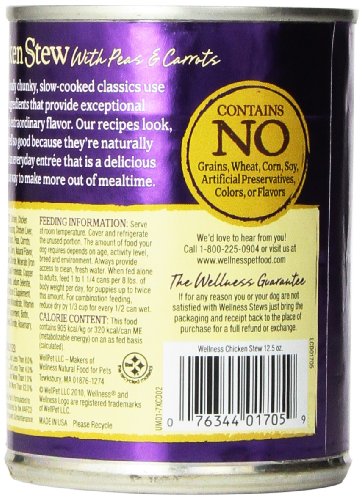 ken Stew With Peas & Carrots
chunky, slow-cooked classics use
ingredients that provide exceptional
extraordinary flavor. Our recipes look,
so good because they're naturally
everyday entrée that is a delicious
way to make more out of mealtime.
CONTAINS
NO
Grains, Wheat, Corn, Soy,
Artificial Preservatives,
Colors, or Flavors
FEEDING INFORMATION: Serve
at room temperature. Cover and refrigerate
the unused portion. The amount of food your
dog requires depends on age, activity level,
breed and environment. Always provide
access to clean, fresh water. When fed alone
to adults, feed 1 to 1 1/4 cans per 8 lbs. of
body weight per day, for puppies up to twice
this amount. For combination feeding,
reduce dry by 1/3 cup for every 1/2 can wet.
CALORIE CONTENT: This food
contains 905 kcal/kg or 320 kcal/can ME
(metabolizable energy) on an as fed basis
(calculated).
WellPet LLC – Makers of
Wellness Natural Food for Pets
Tewksbury, MA 01876-1274
© WellPet LLC 2010, Wellness® and
Wellness Logo are registered trademarks
of WellPet LLC.
MADE IN USA Please Recycle
We'd love to hear from you!
Call 1-800-225-0904 or visit us at
www.wellnesspetfood.com
The Wellness Guarantee
If for any reason you or your dog are not
satisfied with Wellness Stews just bring the
packaging and receipt back to the place of
purchase for a full refund or exchange.
Wellness Chicken Stew 12.5 oz.
0 76344 01705 9
UM01-7XCD02
LCD01705